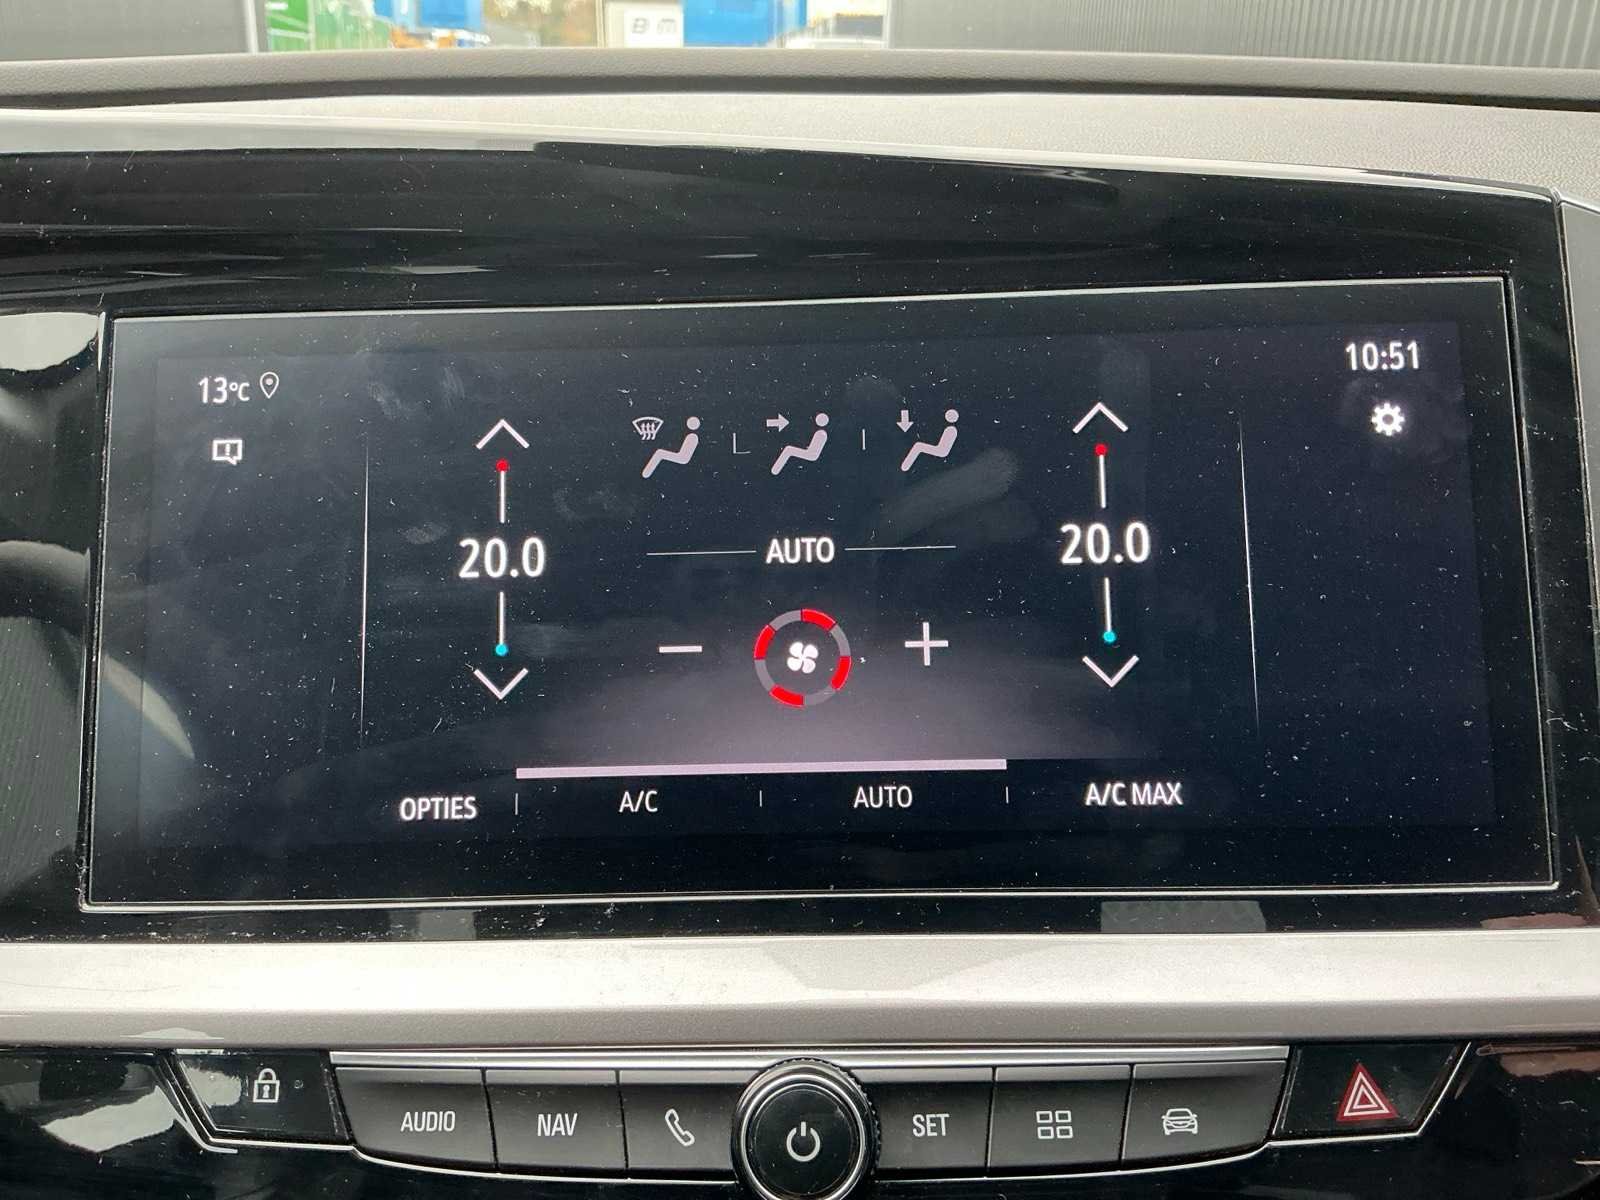 10:51
13°C
20.0
AUTO
20.0
OPTIES
A/C
AUTO
A/C MAX
AUDIO
NAV
SET